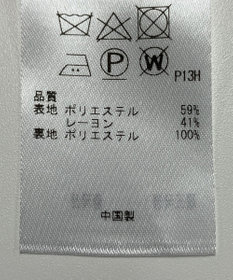 P13H
品質
表地 ポリエステル 59%
レーヨン 41%
裏地 ポリエステル 100%
中国製